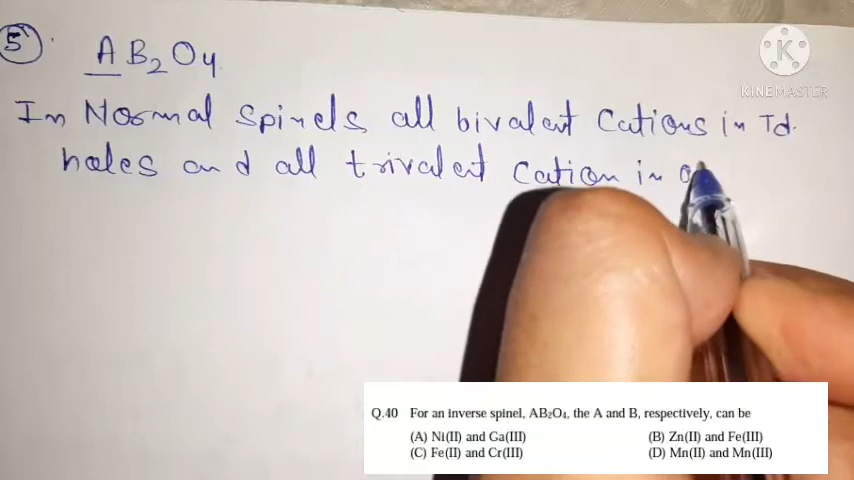 5
AB₂O₄
In Normal spinels all bivalent Cations in Td.
holes and all trivalent Cation in
K
KINEMASTER
Q.40 For an inverse spinel, AB₂O₄, the A and B, respectively, can be
(A) Ni(II) and Ga(III) (B) Zn(II) and Fe(III)
(C) Fe(II) and Cr(III) (D) Mn(II) and Mn(III)